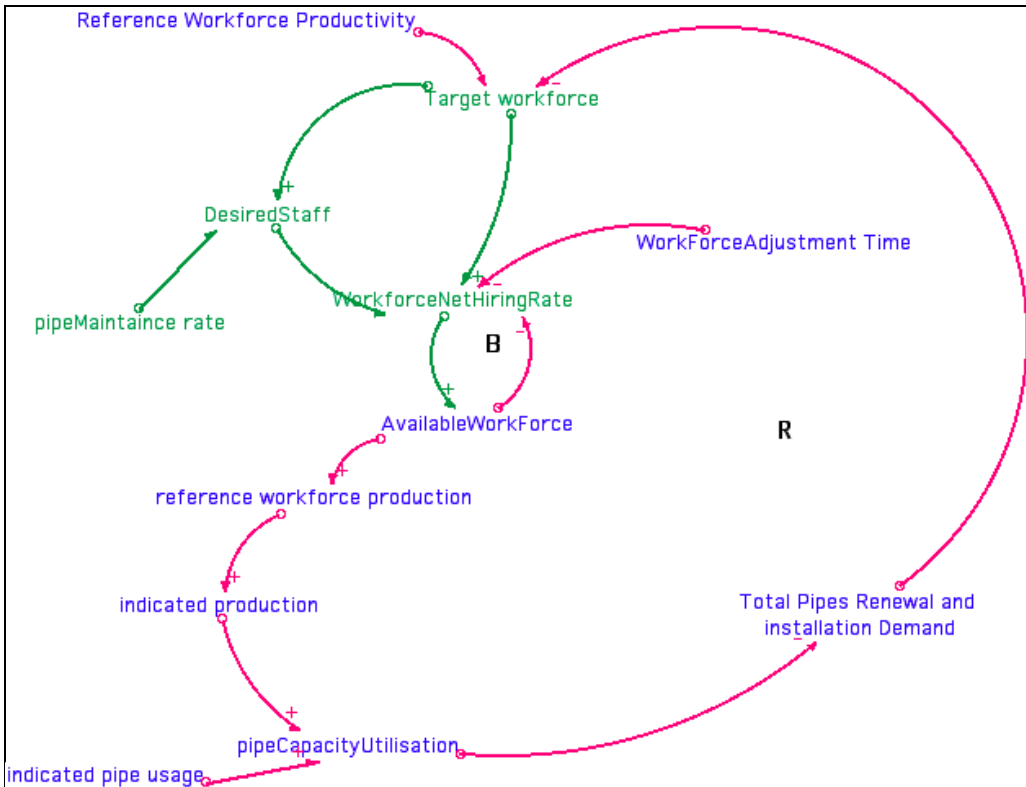 Reference Workforce Productivity
-
Target workforce
+
DesiredStaff
WorkForceAdjustment Time
+
-
WorkforceNetHiringRate
pipeMaintaince rate
-
B
+
AvailableWorkForce
R
+
reference workforce production
+
indicated production
Total Pipes Renewal and
installation Demand
-
+
pipeCapacityUtilisation
+
indicated pipe usage